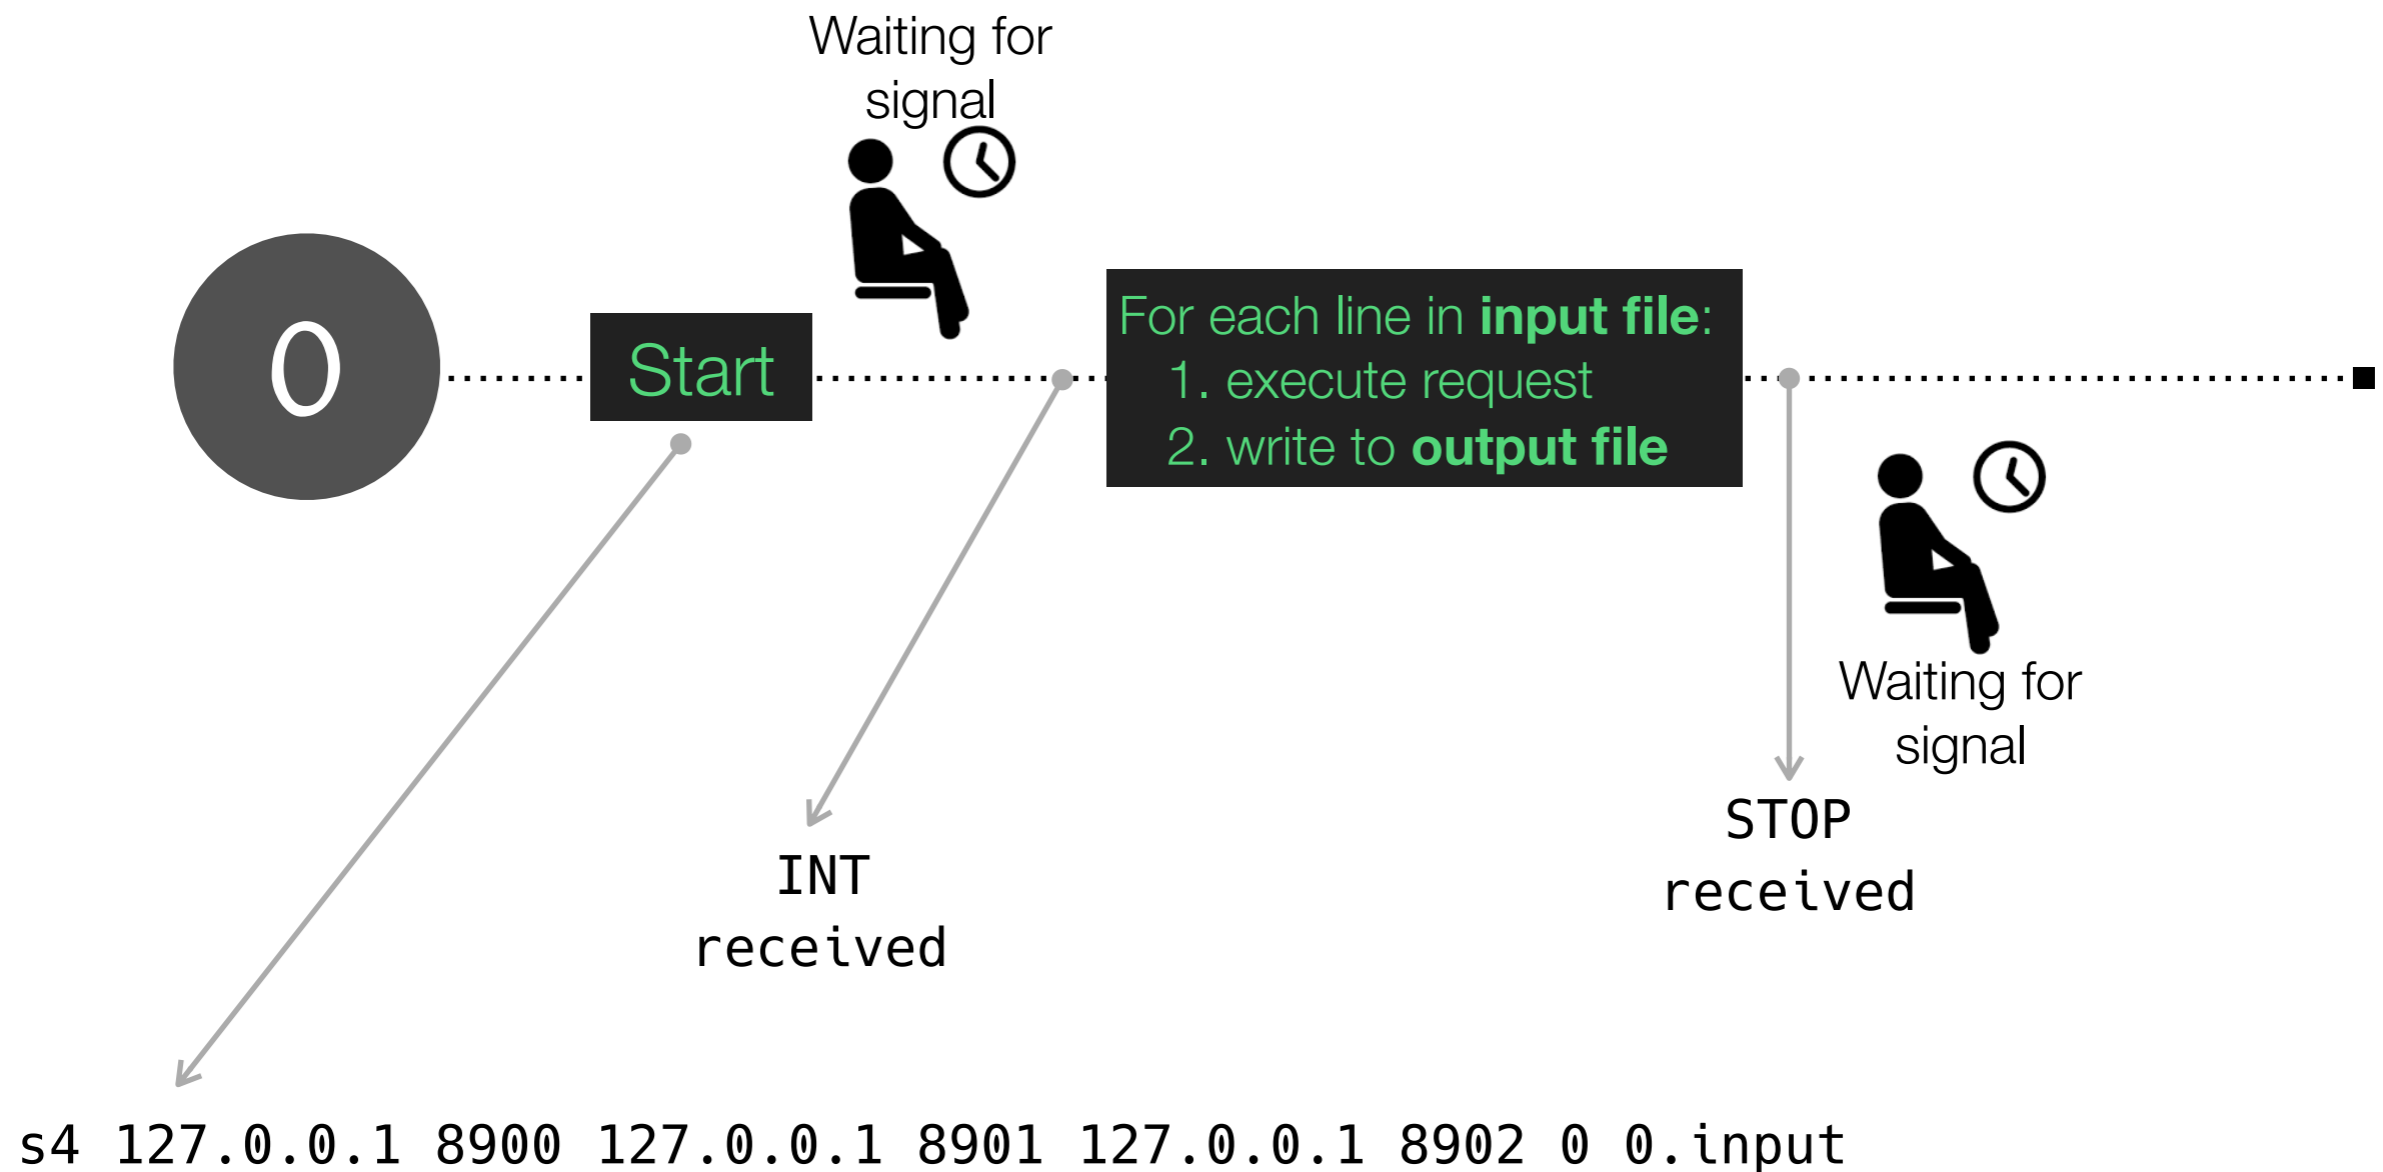 Waiting for
signal
0
Start
For each line in input file:
1. execute request
2. write to output file
Waiting for
signal
INT
received
STOP
received
s4 127.0.0.1 8900 127.0.0.1 8901 127.0.0.1 8902 0 0.input